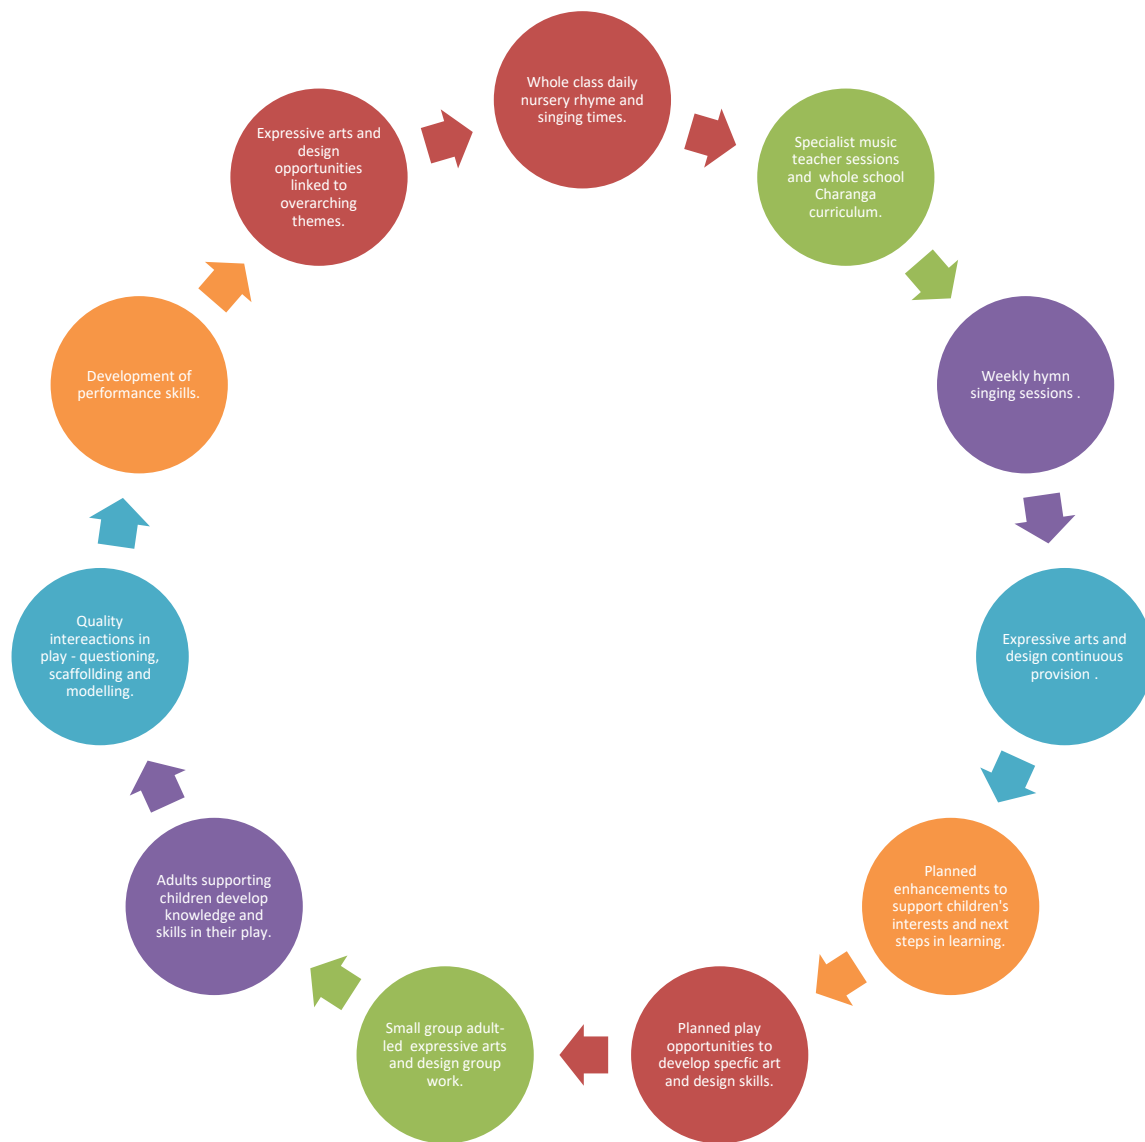 Whole class daily
nursery rhyme and
singing times.
Specialist music
teacher sessions
and  whole school
Charanga
curriculum.
Weekly hymn
singing sessions .
Expressive arts and
design continuous
provision .
Planned
enhancements to
support children's
interests and next
steps in learning.
Planned play
opportunities to
develop specfic art
and design skills.
Small group adult-
led  expressive arts
and design group
work.
Adults supporting
children develop
knowledge and
skills in their play.
Quality
intereactions in
play - questioning,
scaffollding and
modelling.
Development of
performance skills.
Expressive arts and
design
opportunities
linked to
overarching
themes.